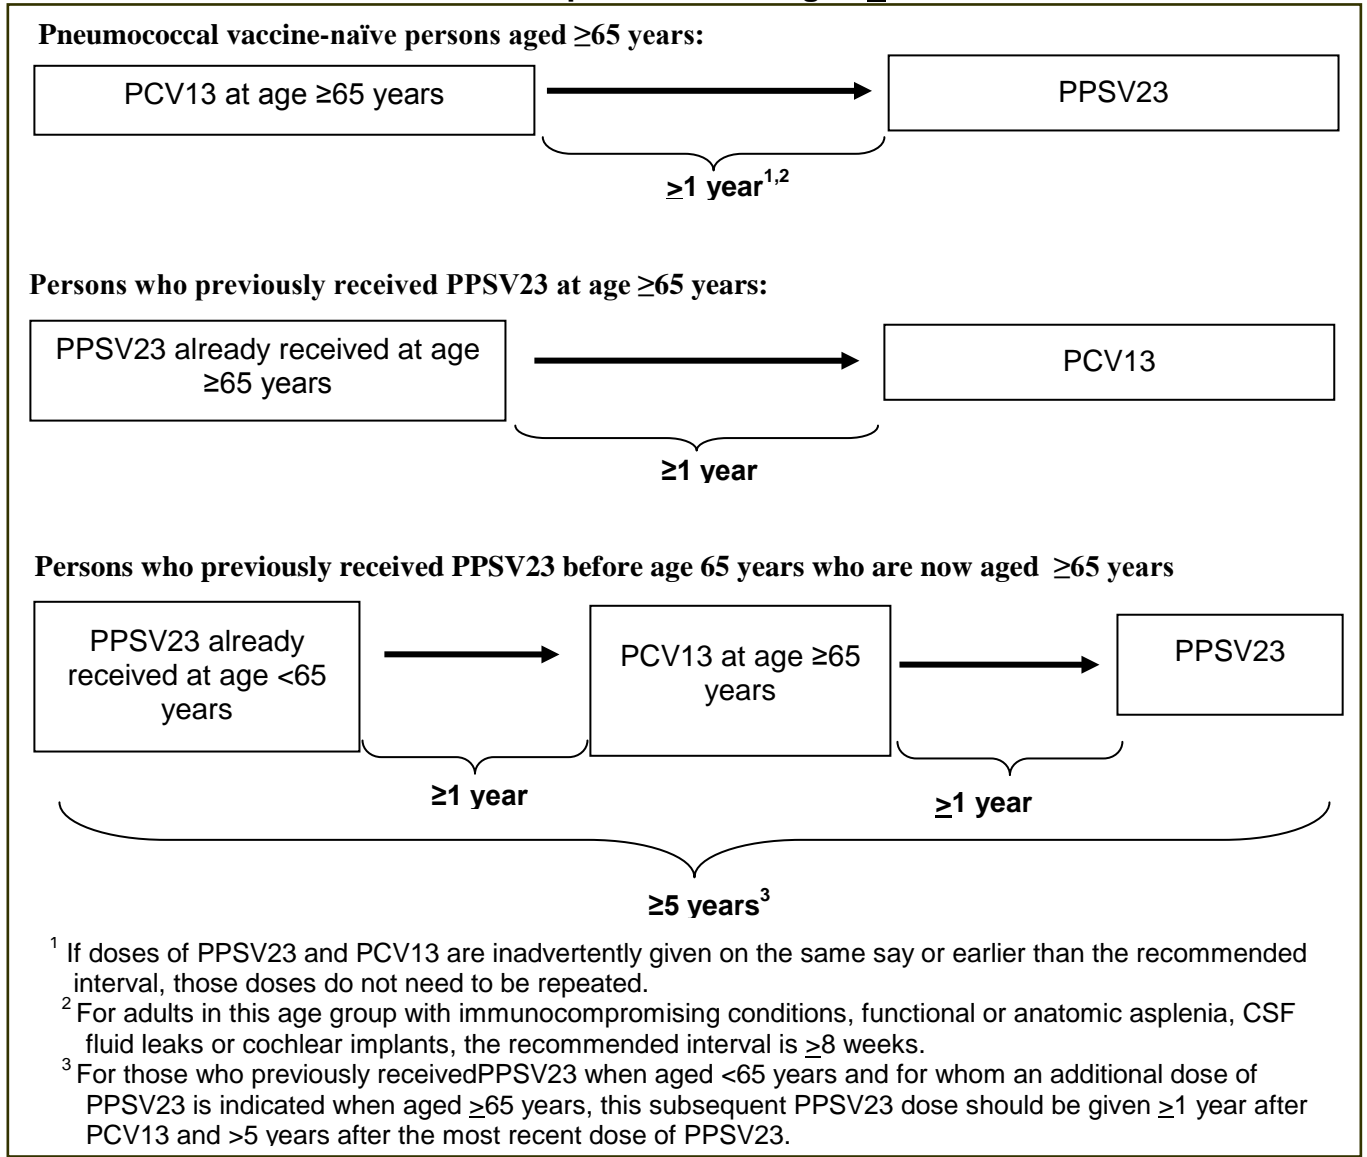 Pneumococcal vaccine-naïve persons aged ≥65 years:
PCV13 at age ≥65 years
PPSV23
≥1 year1,2
Persons who previously received PPSV23 at age ≥65 years:
PPSV23 already received at age
≥65 years
PCV13
≥1 year
Persons who previously received PPSV23 before age 65 years who are now aged ≥65 years
PPSV23 already
received at age <65
years
PCV13 at age ≥65
years
PPSV23
≥1 year
≥1 year
≥5 years3
1 If doses of PPSV23 and PCV13 are inadvertently given on the same say or earlier than the recommended
interval, those doses do not need to be repeated.
2 For adults in this age group with immunocompromising conditions, functional or anatomic asplenia, CSF
fluid leaks or cochlear implants, the recommended interval is ≥8 weeks.
3 For those who previously receivedPPSV23 when aged <65 years and for whom an additional dose of
PPSV23 is indicated when aged ≥65 years, this subsequent PPSV23 dose should be given ≥1 year after
PCV13 and >5 years after the most recent dose of PPSV23.